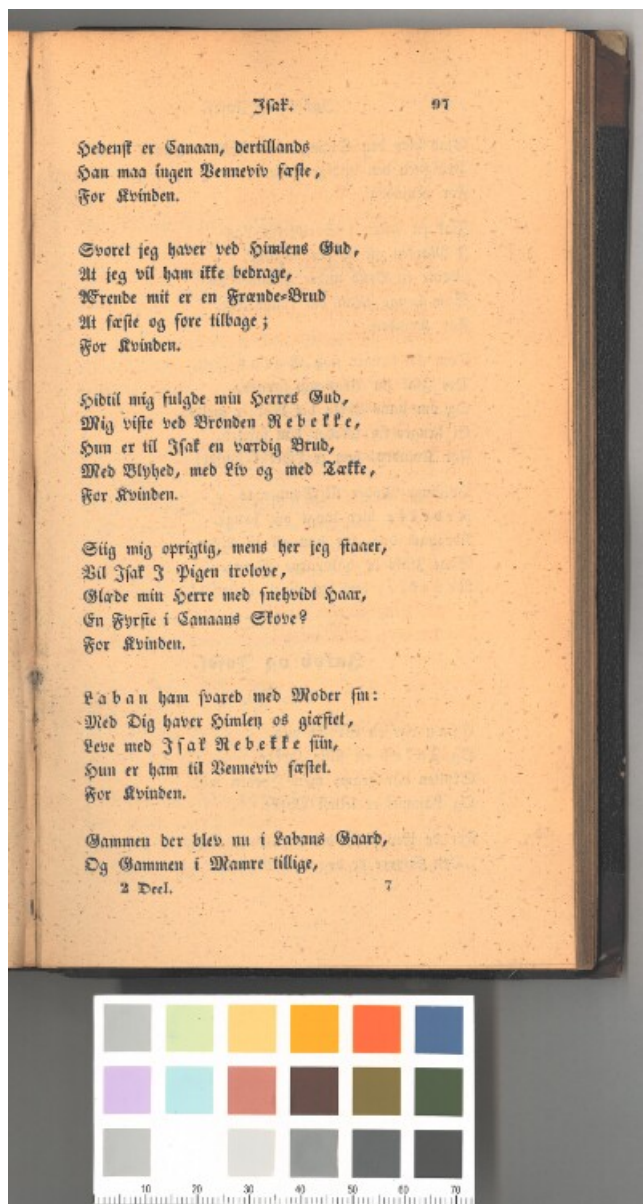 Isak. 97
Hedensk er Canaan, dertillands
Han maa ingen Venneviv fæste,
For Kvinden.
Svoret jeg haver ved Himlens Gud,
At jeg vil ham ikke bedrage,
Ærende mit er en Frænde-Brud
At fæste og føre tilbage;
For Kvinden.
Hidtil mig fulgde min Herres Gud,
Mig viste ved Brønden Rebekke,
Hun er til Isak en værdig Brud,
Med Blyhed, med Liv og med Tække,
For Kvinden.
Siig mig oprigtig, mens her jeg staaer,
Vil Isak I Pigen trolove,
Glæde min Herre med snehvidt Haar,
En Fyrste i Canaans Skove?
For Kvinden.
Laban ham svared med Moder sin:
Med Dig haver Himlen os giæstet,
Leve med Isak Rebekke siin,
Hun er ham til Venneviv fæstet.
For Kvinden.
Gammen der blev nu i Labans Gaard,
Og Gammen i Mamre tillige,
2 Deel. 7
10 20 30 40 50 60 70